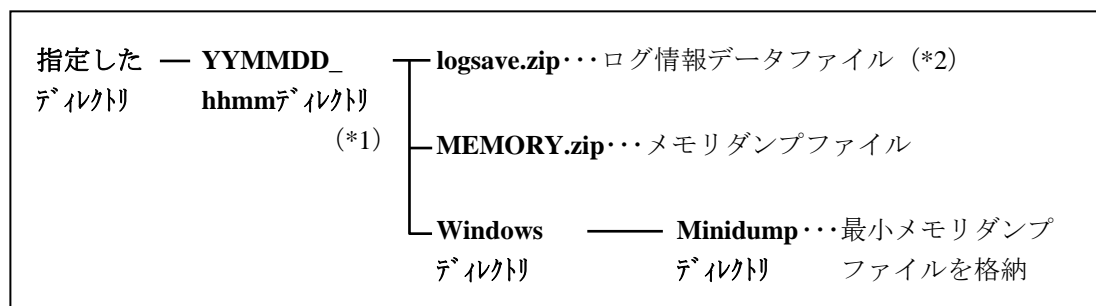 指定した YYMMDD_ logsave.zip･･･ログ情報データファイル（*2）
ﾃﾞｨﾚｸﾄﾘ hhmmﾃﾞｨﾚｸﾄﾘ
（*1） MEMORY.zip･･･メモリダンプファイル
Windows Minidump･･･最小メモリダンプ
ﾃﾞｨﾚｸﾄﾘ ﾃﾞｨﾚｸﾄﾘ ファイルを格納